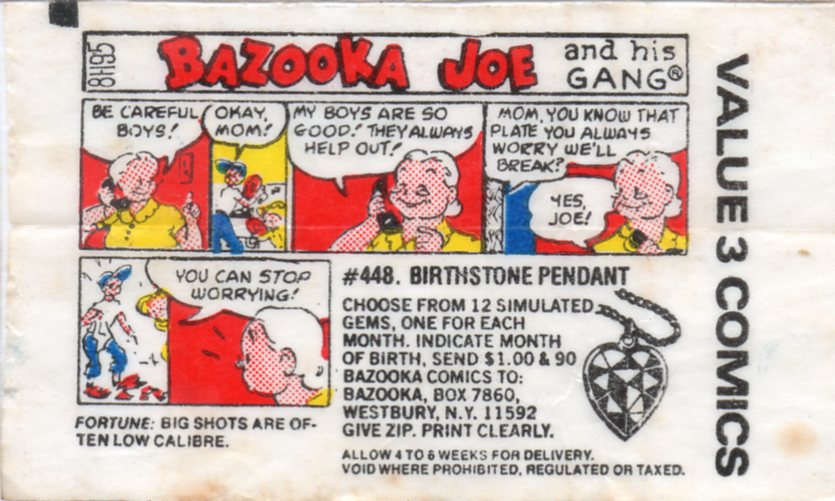 8H95
BAZOOKA JOE
and his
GANG®
BE CAREFUL
BOYS!
OKAY,
MOM!
MY BOYS ARE SO
GOOD! THEY ALWAYS
HELP OUT!
MOM, YOU KNOW THAT
PLATE YOU ALWAYS
WORRY WE'LL
BREAK?
YES,
JOE!
YOU CAN STOP
WORRYING!
FORTUNE: BIG SHOTS ARE OF-
TEN LOW CALIBRE.
#448. BIRTHSTONE PENDANT
CHOOSE FROM 12 SIMULATED
GEMS, ONE FOR EACH
MONTH. INDICATE MONTH
OF BIRTH, SEND $1.00 & 90
BAZOOKA COMICS TO:
BAZOOKA, BOX 7860,
WESTBURY, N.Y. 11592
GIVE ZIP. PRINT CLEARLY.
ALLOW 4 TO 6 WEEKS FOR DELIVERY.
VOID WHERE PROHIBITED, REGULATED OR TAXED.
VALUE 3 COMICS